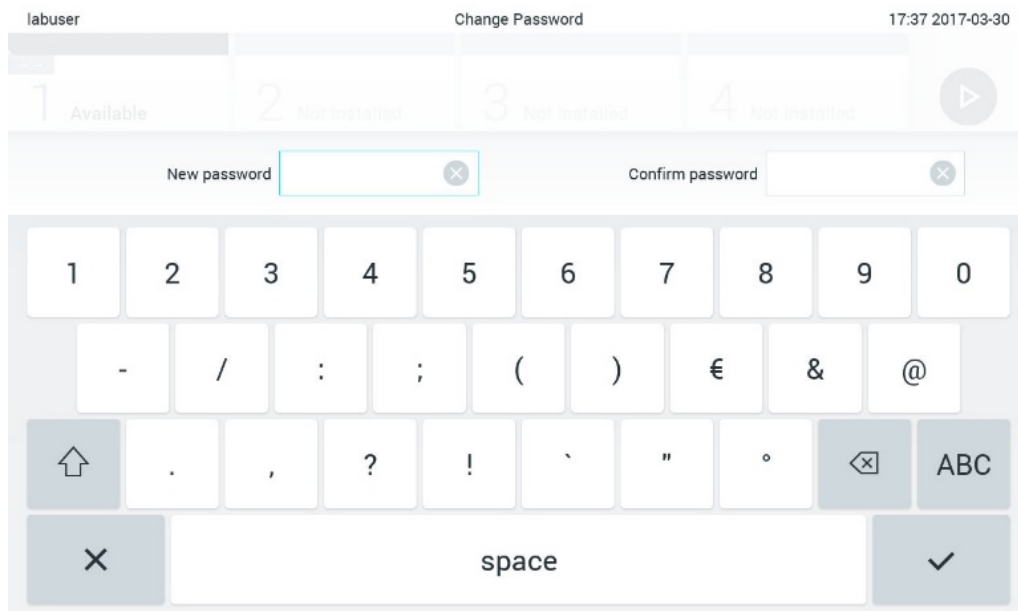 labuser Change Password 17:37 2017-03-30
1 Available 2 Not installed 3 Not installed 4 Not installed
New password Confirm password
1 2 3 4 5 6 7 8 9 0
- / : ; ( ) € & @
. , ? ! ` " ° ABC
space